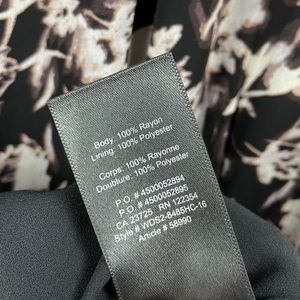 Body: 100% Rayon
Lining: 100% Polyester
Corps: 100% Rayonne
Doublure: 100% Polyester
P.O. # 4500052894
P.O. # 4500052895
CA 23725 RN 122354
Style # WDS2-8485HC-16
Article # 58990